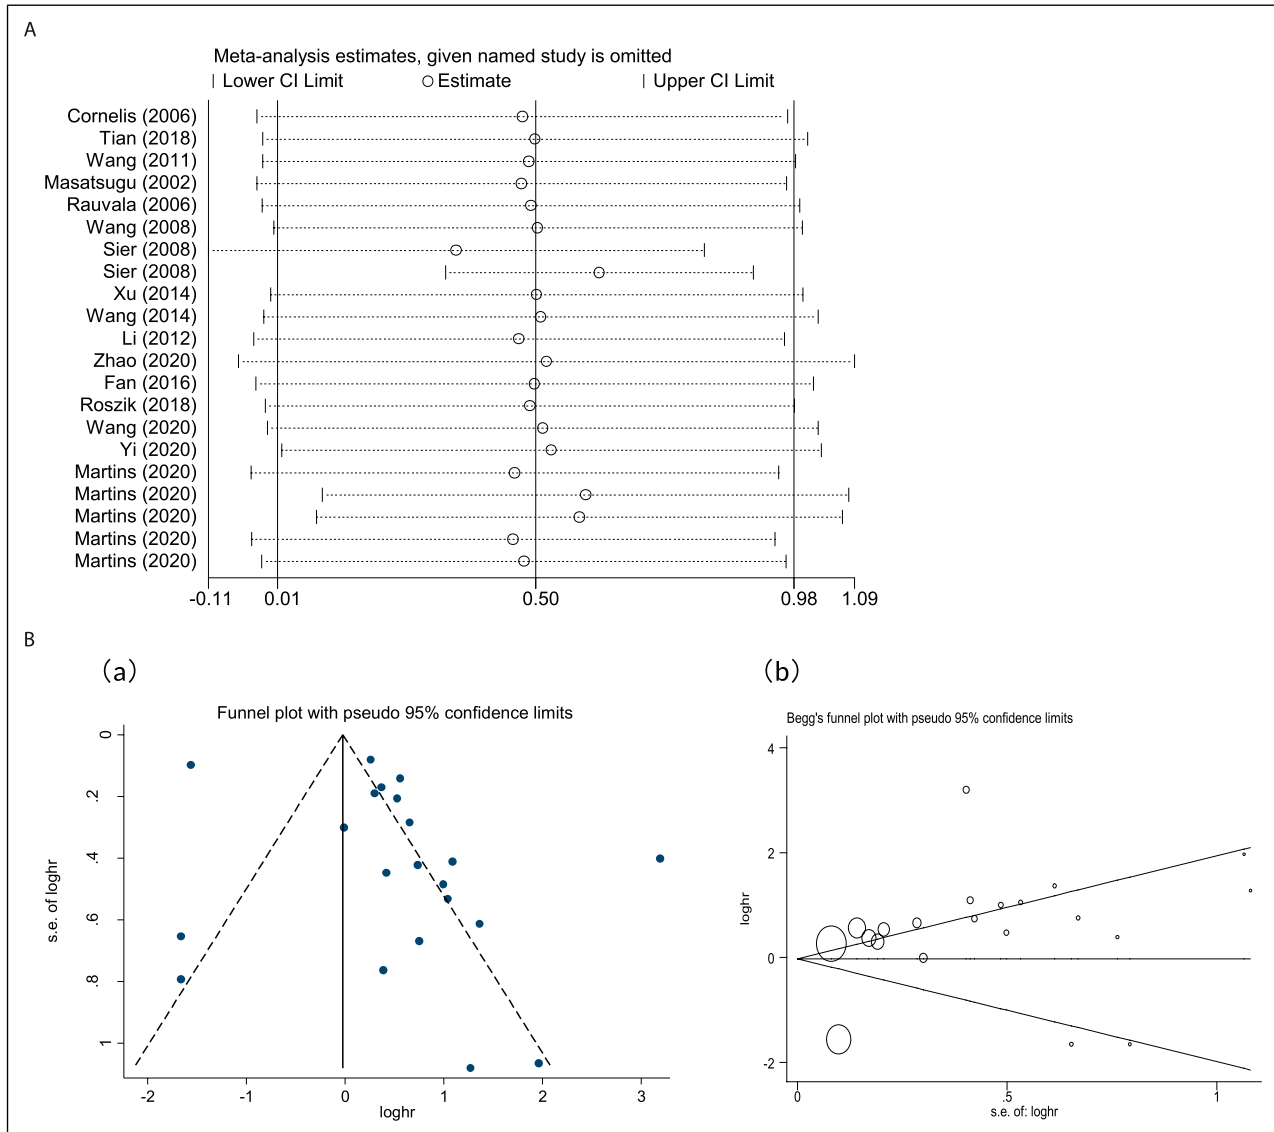 A
Meta-analysis estimates, given named study is omitted
| Lower CI Limit ○ Estimate | Upper CI Limit
Cornelis (2006)
Tian (2018)
Wang (2011)
Masatsugu (2002)
Rauvala (2006)
Wang (2008)
Sier (2008)
Sier (2008)
Xu (2014)
Wang (2014)
Li (2012)
Zhao (2020)
Fan (2016)
Roszik (2018)
Wang (2020)
Yi (2020)
Martins (2020)
Martins (2020)
Martins (2020)
Martins (2020)
Martins (2020)
-0.11 0.01 0.50 0.98 1.09
B
(a)
Funnel plot with pseudo 95% confidence limits
s.e. of loghr
0
.2
.4
.6
.8
1
-2 -1 0 1 2 3
loghr
(b)
Begg's funnel plot with pseudo 95% confidence limits
loghr
4
2
0
-2
0 .5 1
s.e. of: loghr